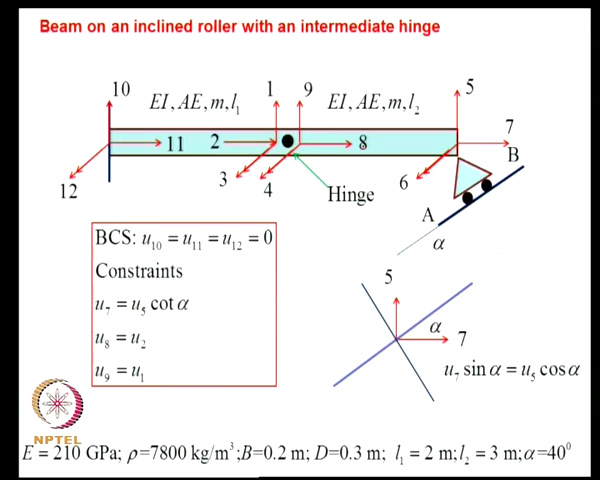 Beam on an inclined roller with an intermediate hinge
10 EI, AE, m, l₁ 1 9 EI, AE, m, l₂ 5
11 2 8 7
12 3 4 Hinge 6 B
A
α
BCS: u₁₀ = u₁₁ = u₁₂ = 0
Constraints
u₇ = u₅ cot α
u₈ = u₂
u₉ = u₁
5
α 7
u₇ sin α = u₅ cos α
NPTEL
E = 210 GPa; ρ=7800 kg/m³;B=0.2 m; D=0.3 m; l₁ = 2 m;l₂ = 3 m;α=40⁰